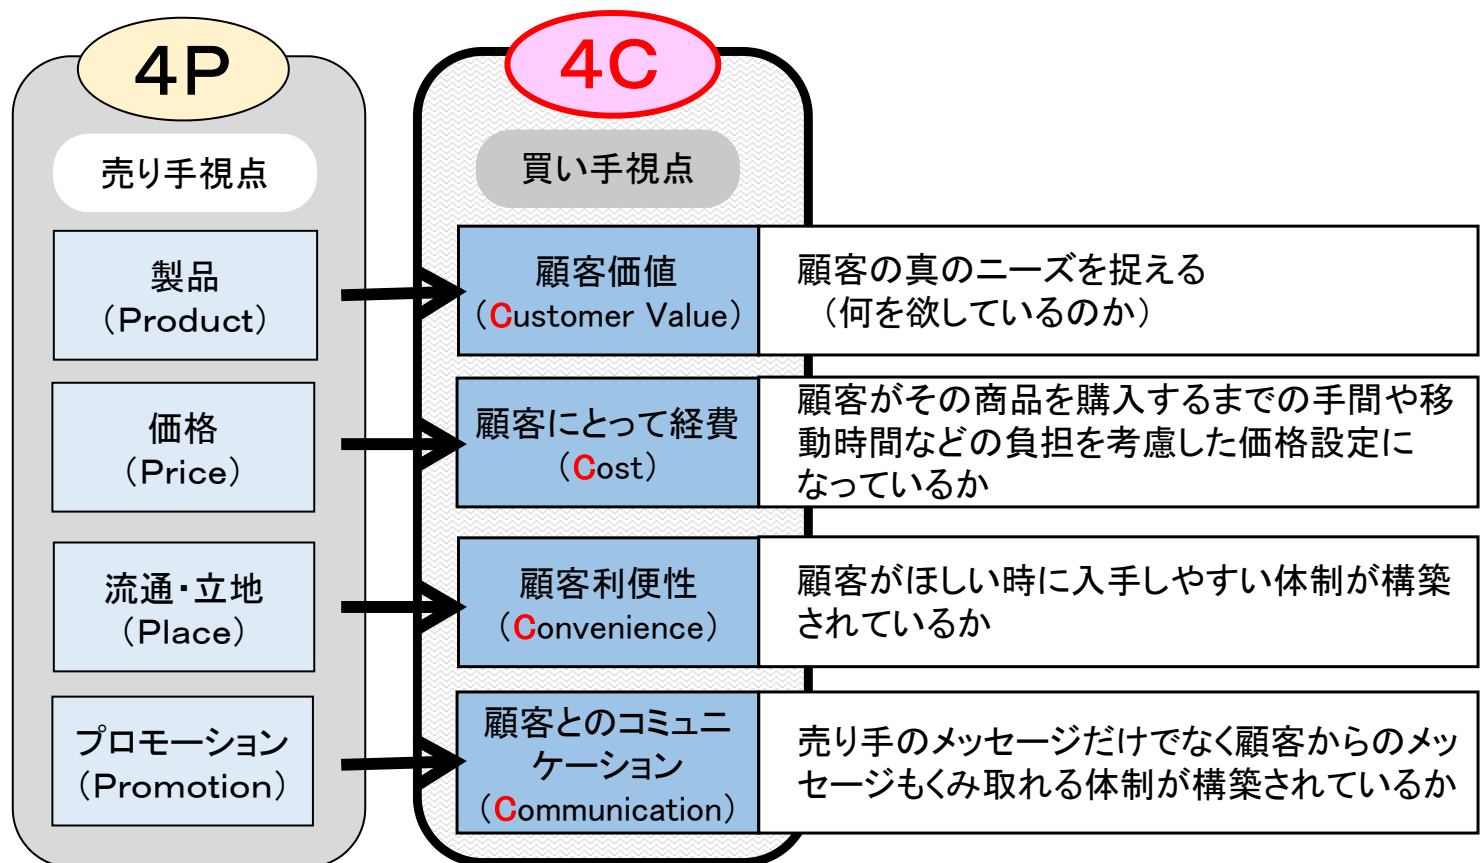 4P
売り手視点
製品
（Product）
価格
（Price）
流通・立地
（Place）
プロモーション
（Promotion）
4C
買い手視点
顧客価値
（Customer Value）
顧客の真のニーズを捉える
（何を欲しているのか）
顧客にとって経費
（Cost）
顧客がその商品を購入するまでの手間や移
動時間などの負担を考慮した価格設定に
なっているか
顧客利便性
（Convenience）
顧客がほしい時に入手しやすい体制が構築
されているか
顧客とのコミュニ
ケーション
（Communication）
売り手のメッセージだけでなく顧客からのメッ
セージもくみ取れる体制が構築されているか